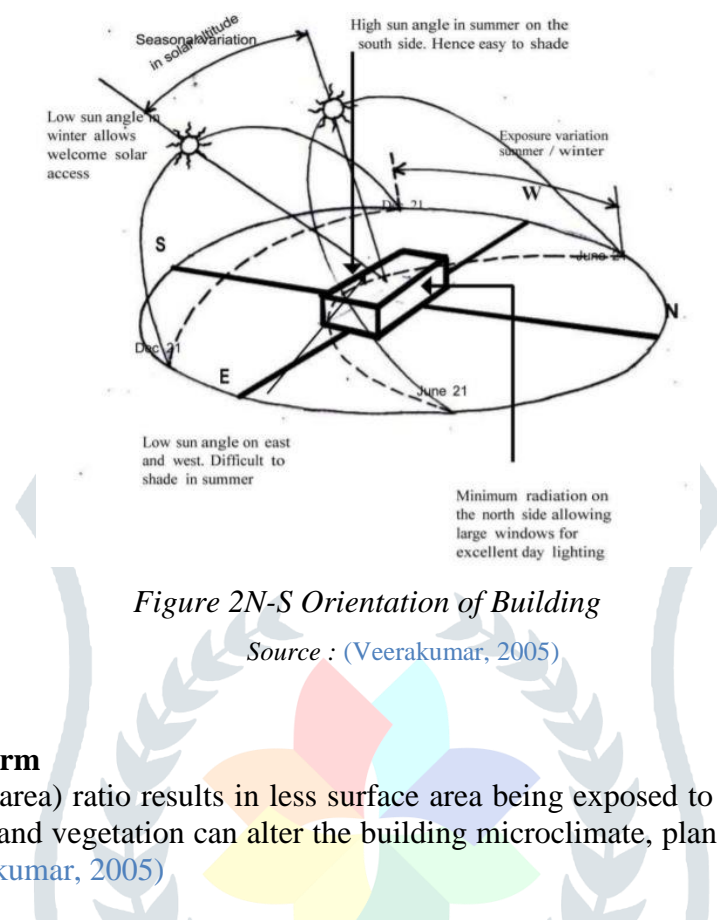 High sun angle in summer on the
south side. Hence easy to shade
Seasonal Variation
in solar altitude
Low sun angle in
winter allows
welcome solar
access
Exposure variation
summer / winter
W
Dec 21
S
June 21
N
Dec 21
E
June 21
Low sun angle on east
and west. Difficult to
shade in summer
Minimum radiation on
the north side allowing
large windows for
excellent day lighting
Figure 2N-S Orientation of Building
Source : (Veerakumar, 2005)
rm
area) ratio results in less surface area being exposed to
and vegetation can alter the building microclimate, plan
kumar, 2005)